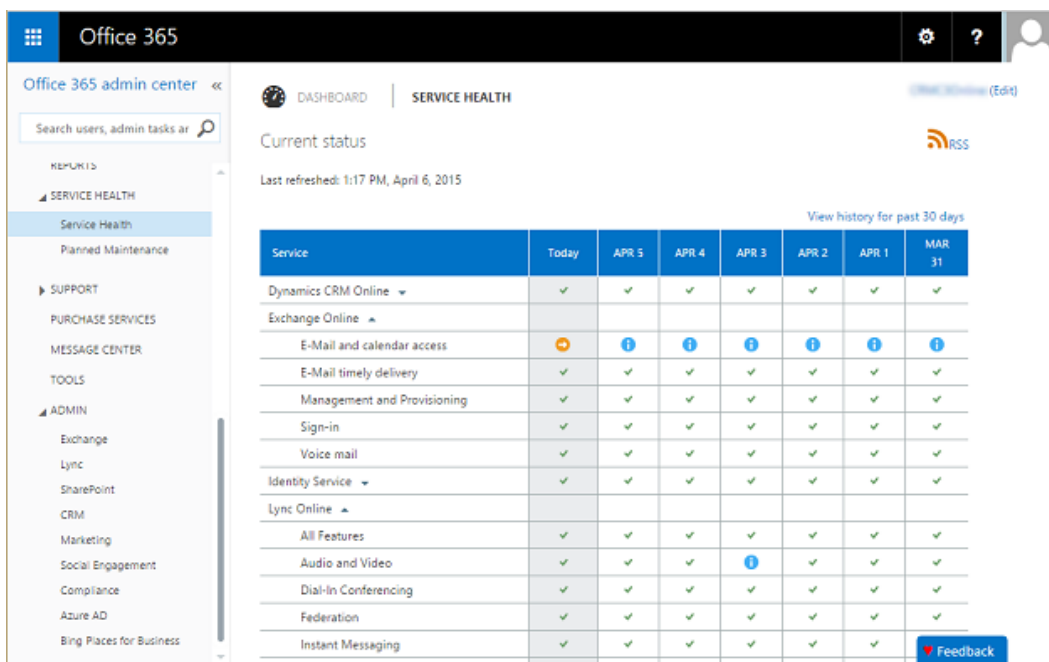 Office 365
?
Office 365 admin center «
Search users, admin tasks ar
REPORTS
SERVICE HEALTH
Service Health
Planned Maintenance
SUPPORT
PURCHASE SERVICES
MESSAGE CENTER
TOOLS
ADMIN
Exchange
Lync
SharePoint
CRM
Marketing
Social Engagement
Compliance
Azure AD
Bing Places for Business
DASHBOARD | SERVICE HEALTH
(Edit)
Current status
RSS
Last refreshed: 1:17 PM, April 6, 2015
View history for past 30 days
Service Today APR 5 APR 4 APR 3 APR 2 APR 1 MAR 31
Dynamics CRM Online
Exchange Online
E-Mail and calendar access
E-Mail timely delivery
Management and Provisioning
Sign-in
Voice mail
Identity Service
Lync Online
All Features
Audio and Video
Dial-In Conferencing
Federation
Instant Messaging
Feedback